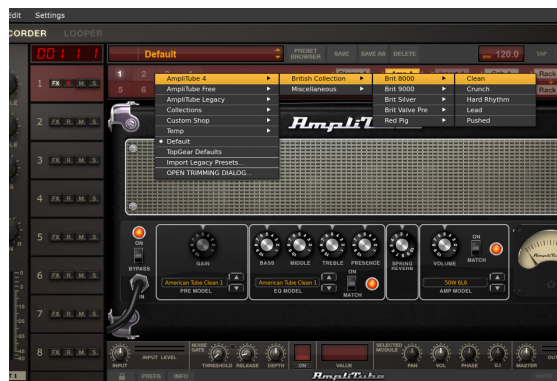 Edit Settings
CORDER LOOPER
001 1 1
Default
PRESET BROWSER
SAVE
SAVE AS
DELETE
BPM 120.0
TAP
1 2
5 6
AmpliTube 4
AmpliTube Free
AmpliTube Legacy
Collections
Custom Shop
Temp
Default
TopGear Defaults
Import Legacy Presets...
OPEN TRIMMING DIALOG...
British Collection
Miscellaneous
Brit 8000
Brit 9000
Brit Silver
Brit Valve Pre
Red Pig
Clean
Crunch
Hard Rhythm
Lead
Pushed
Rack
Rack
1 FX R M S
2 FX R M S
3 FX R M S
4 FX R M S
5 FX R M S
6 FX R M S
7 FX R M S
8 FX R M S
AmpliT
ON
BYPASS
IN
GAIN
American Tube Clean 1
PRE MODEL
BASS MIDDLE TREBLE PRESENCE
American Tube Clean 1
EQ MODEL
ON
MATCH
SPRING REVERB
VOLUME
ON
MATCH
50W 6L6
AMP MODEL
INPUT
INPUT LEVEL
NOISE GATE
THRESHOLD RELEASE DEPTH
ON
VALUE
SELECTED MODULE
PAN VOL PHASE D.I
MASTER
OUT
PREFS INFO
AmpliTube